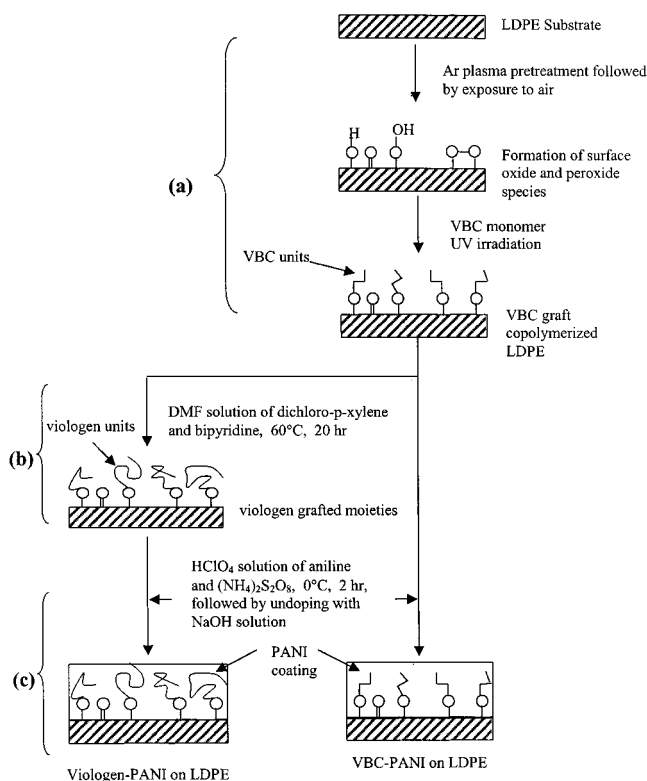 LDPE Substrate
Ar plasma pretreatment followed
by exposure to air
(a)
H
OH
Formation of surface
oxide and peroxide
species
VBC monomer
UV irradiation
VBC units
VBC graft
copolymerized
LDPE
(b)
DMF solution of dichloro-p-xylene
and bipyridine, 60°C, 20 hr
viologen units
viologen grafted moieties
HClO4 solution of aniline
and (NH4)2S2O8, 0°C, 2 hr,
followed by undoping with
NaOH solution
(c)
PANI
coating
Viologen-PANI on LDPE
VBC-PANI on LDPE